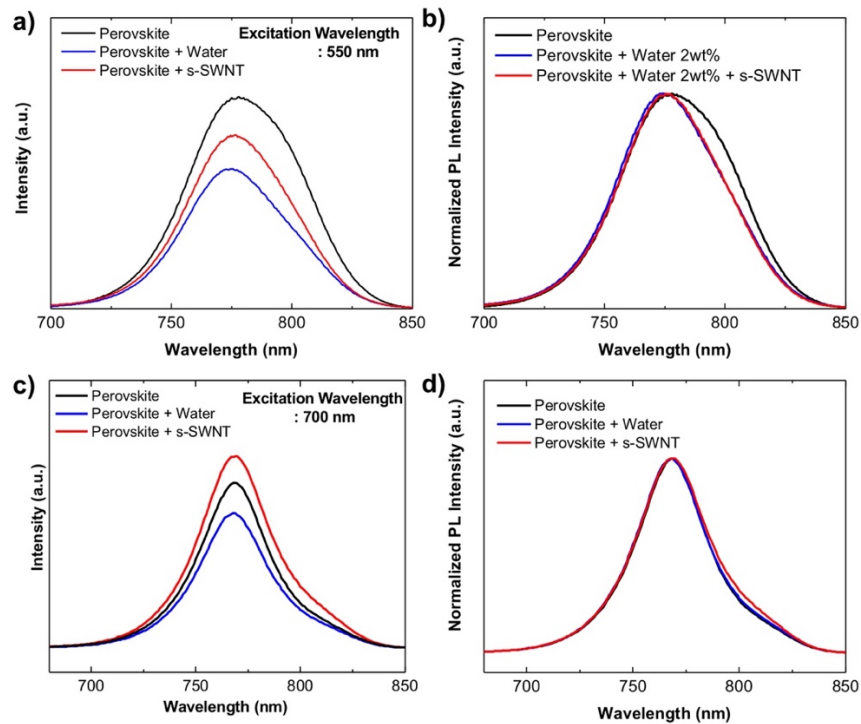 a)
Perovskite
Perovskite + Water
Perovskite + s-SWNT
Excitation Wavelength
: 550 nm
Intensity (a.u.)
700 750 800 850
Wavelength (nm)
b)
Perovskite
Perovskite + Water 2wt%
Perovskite + Water 2wt% + s-SWNT
Normalized PL Intensity (a.u.)
700 750 800 850
Wavelength (nm)
c)
Perovskite
Perovskite + Water
Perovskite + s-SWNT
Excitation Wavelength
: 700 nm
Intensity (a.u.)
700 750 800 850
Wavelength (nm)
d)
Perovskite
Perovskite + Water
Perovskite + s-SWNT
Normalized PL Intensity (a.u.)
700 750 800 850
Wavelength (nm)